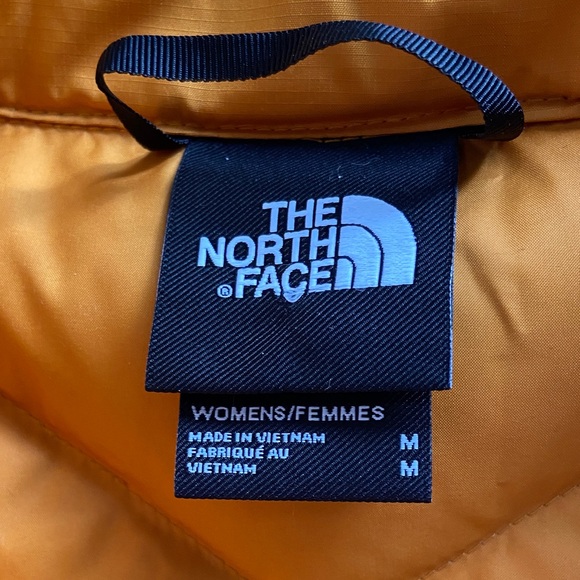 THE
NORTH
® FACE
WOMENS/FEMMES
MADE IN VIETNAM M
FABRIQUÉ AU
VIETNAM M